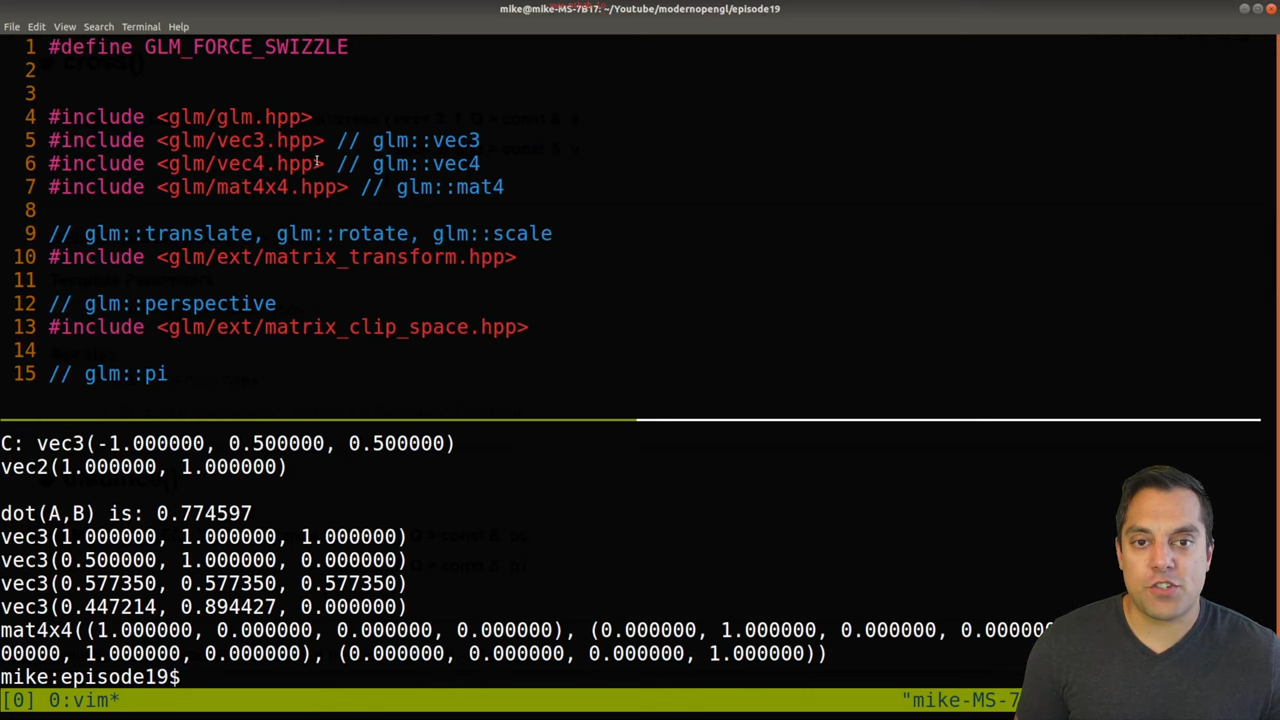 mike@mike-MS-7B17: ~/Youtube/modernopengl/episode19
File Edit View Search Terminal Help
1 #define GLM_FORCE_SWIZZLE
2
3
4 #include <glm/glm.hpp>
5 #include <glm/vec3.hpp> // glm::vec3
6 #include <glm/vec4.hpp> // glm::vec4
7 #include <glm/mat4x4.hpp> // glm::mat4
8
9 // glm::translate, glm::rotate, glm::scale
10 #include <glm/ext/matrix_transform.hpp>
11
12 // glm::perspective
13 #include <glm/ext/matrix_clip_space.hpp>
14
15 // glm::pi
C: vec3(-1.000000, 0.500000, 0.500000)
vec2(1.000000, 1.000000)
dot(A,B) is: 0.774597
vec3(1.000000, 1.000000, 1.000000)
vec3(0.500000, 1.000000, 0.000000)
vec3(0.577350, 0.577350, 0.577350)
vec3(0.447214, 0.894427, 0.000000)
mat4x4((1.000000, 0.000000, 0.000000, 0.000000), (0.000000, 1.000000, 0.000000, 0.0000
00000, 1.000000, 0.000000), (0.000000, 0.000000, 0.000000, 1.000000))
mike:episode19$
[0] 0:vim* "mike-MS-7